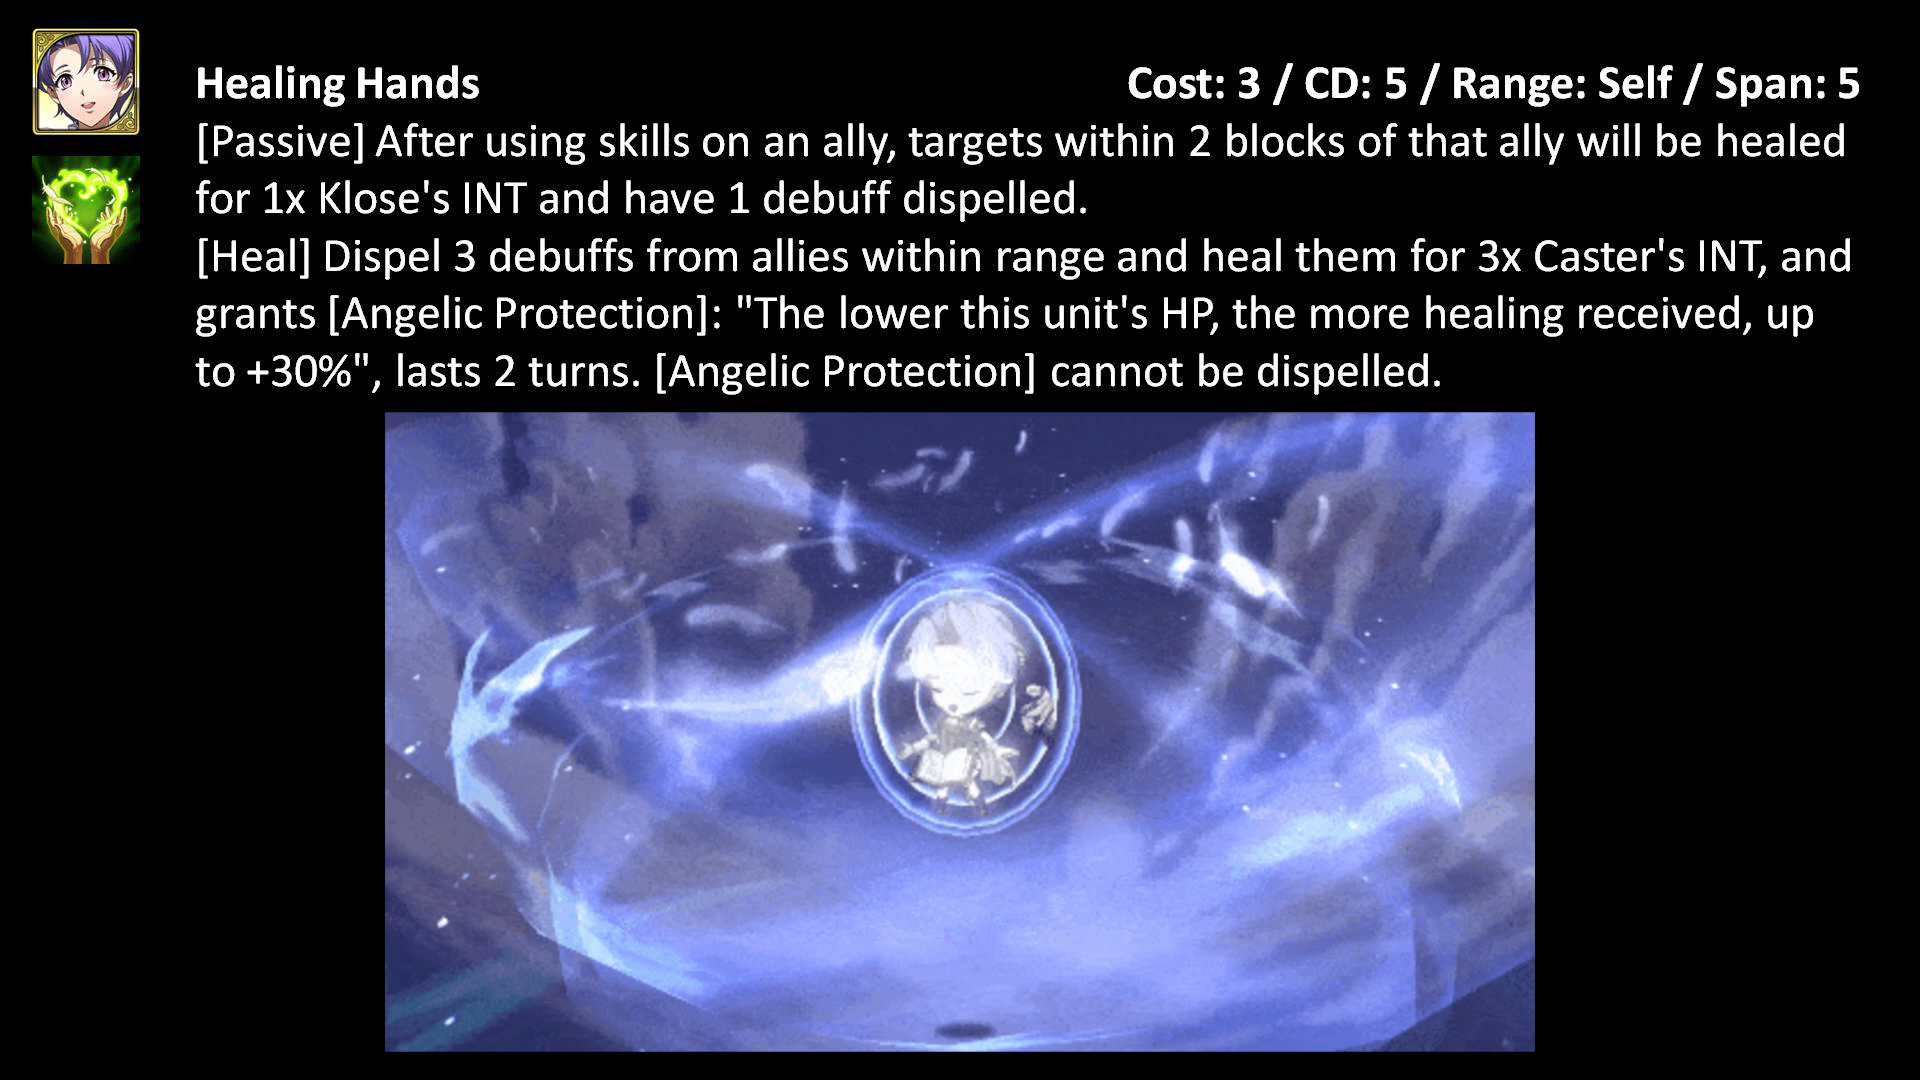 Healing Hands Cost: 3 / CD: 5 / Range: Self / Span: 5
[Passive] After using skills on an ally, targets within 2 blocks of that ally will be healed
for 1x Klose's INT and have 1 debuff dispelled.
[Heal] Dispel 3 debuffs from allies within range and heal them for 3x Caster's INT, and
grants [Angelic Protection]: "The lower this unit's HP, the more healing received, up
to +30%", lasts 2 turns. [Angelic Protection] cannot be dispelled.